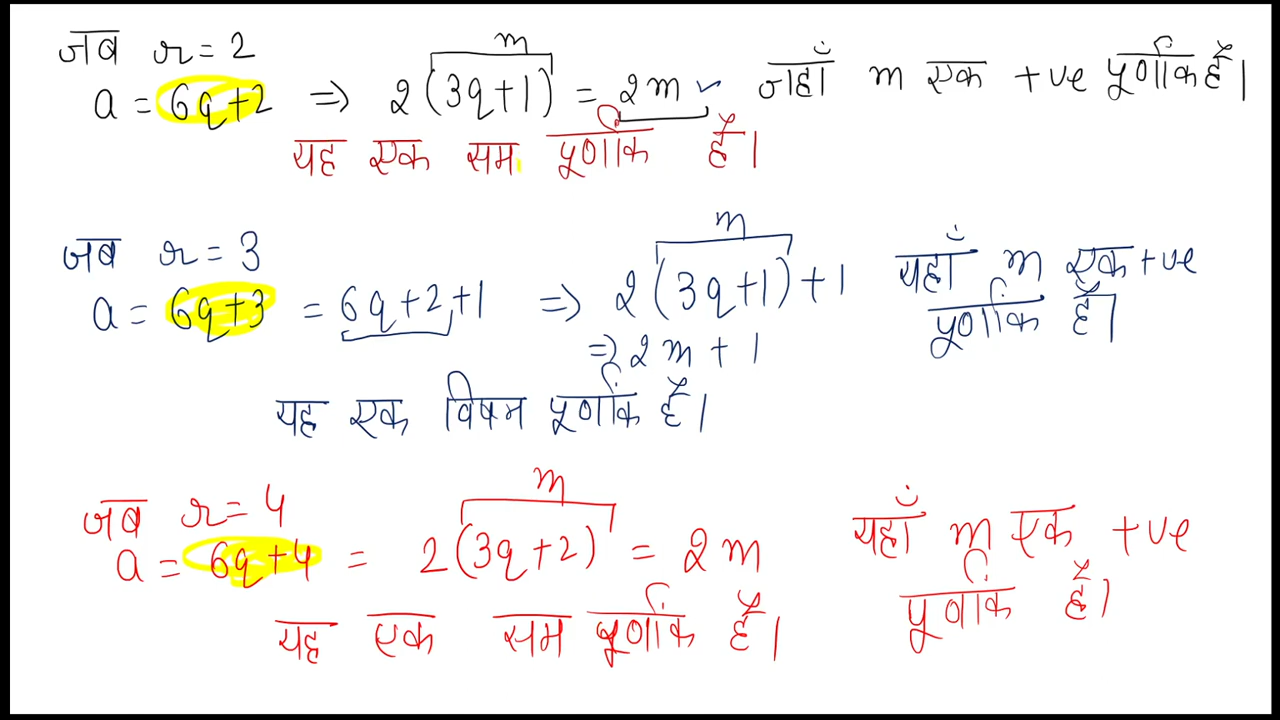 जब r = 2
m
a = 6q+2 ⇒ 2(3q+1) = 2m ✓ जहाँ m एक +ve पूर्णांक है।
यह एक सम पूर्णांक है।
जब r = 3
m
a = 6q+3 = 6q+2+1 ⇒ 2(3q+1)+1 यहाँ m एक +ve
पूर्णांक है।
⇒ 2m + 1
यह एक विषम पूर्णांक है।
जब r = 4
m
a = 6q+4 = 2(3q+2) = 2m यहाँ m एक +ve
पूर्णांक है।
यह एक सम पूर्णांक है।